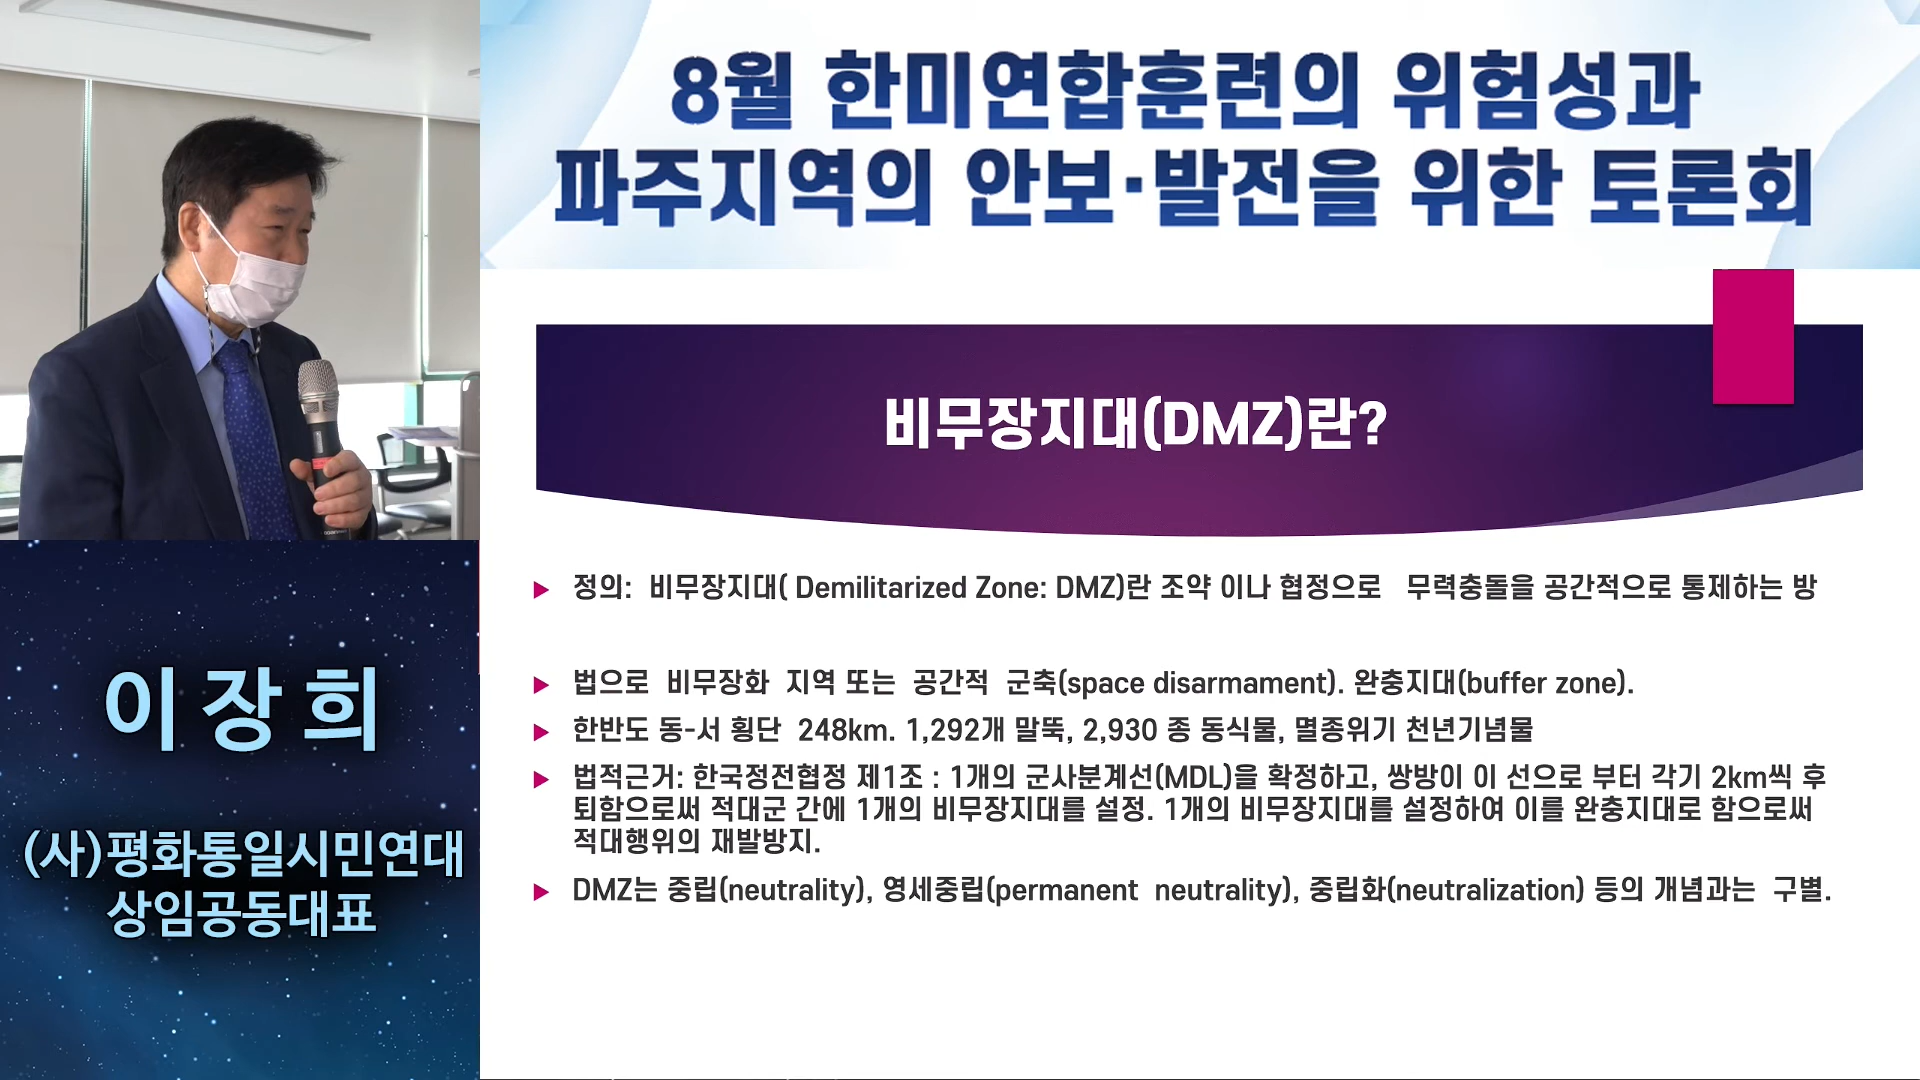 8월 한미연합훈련의 위험성과
파주지역의 안보·발전을 위한 토론회
비무장지대(DMZ)란?
정의: 비무장지대( Demilitarized Zone: DMZ)란 조약 이나 협정으로 무력충돌을 공간적으로 통제하는 방
법으로 비무장화 지역 또는 공간적 군축(space disarmament). 완충지대(buffer zone).
한반도 동-서 횡단 248km. 1,292개 말뚝, 2,930 종 동식물, 멸종위기 천년기념물
법적근거: 한국정전협정 제1조 : 1개의 군사분계선(MDL)을 확정하고, 쌍방이 이 선으로 부터 각기 2km씩 후
퇴함으로써 적대군 간에 1개의 비무장지대를 설정. 1개의 비무장지대를 설정하여 이를 완충지대로 함으로써
적대행위의 재발방지.
DMZ는 중립(neutrality), 영세중립(permanent neutrality), 중립화(neutralization) 등의 개념과는 구별.
이장희
(사)평화통일시민연대
상임공동대표